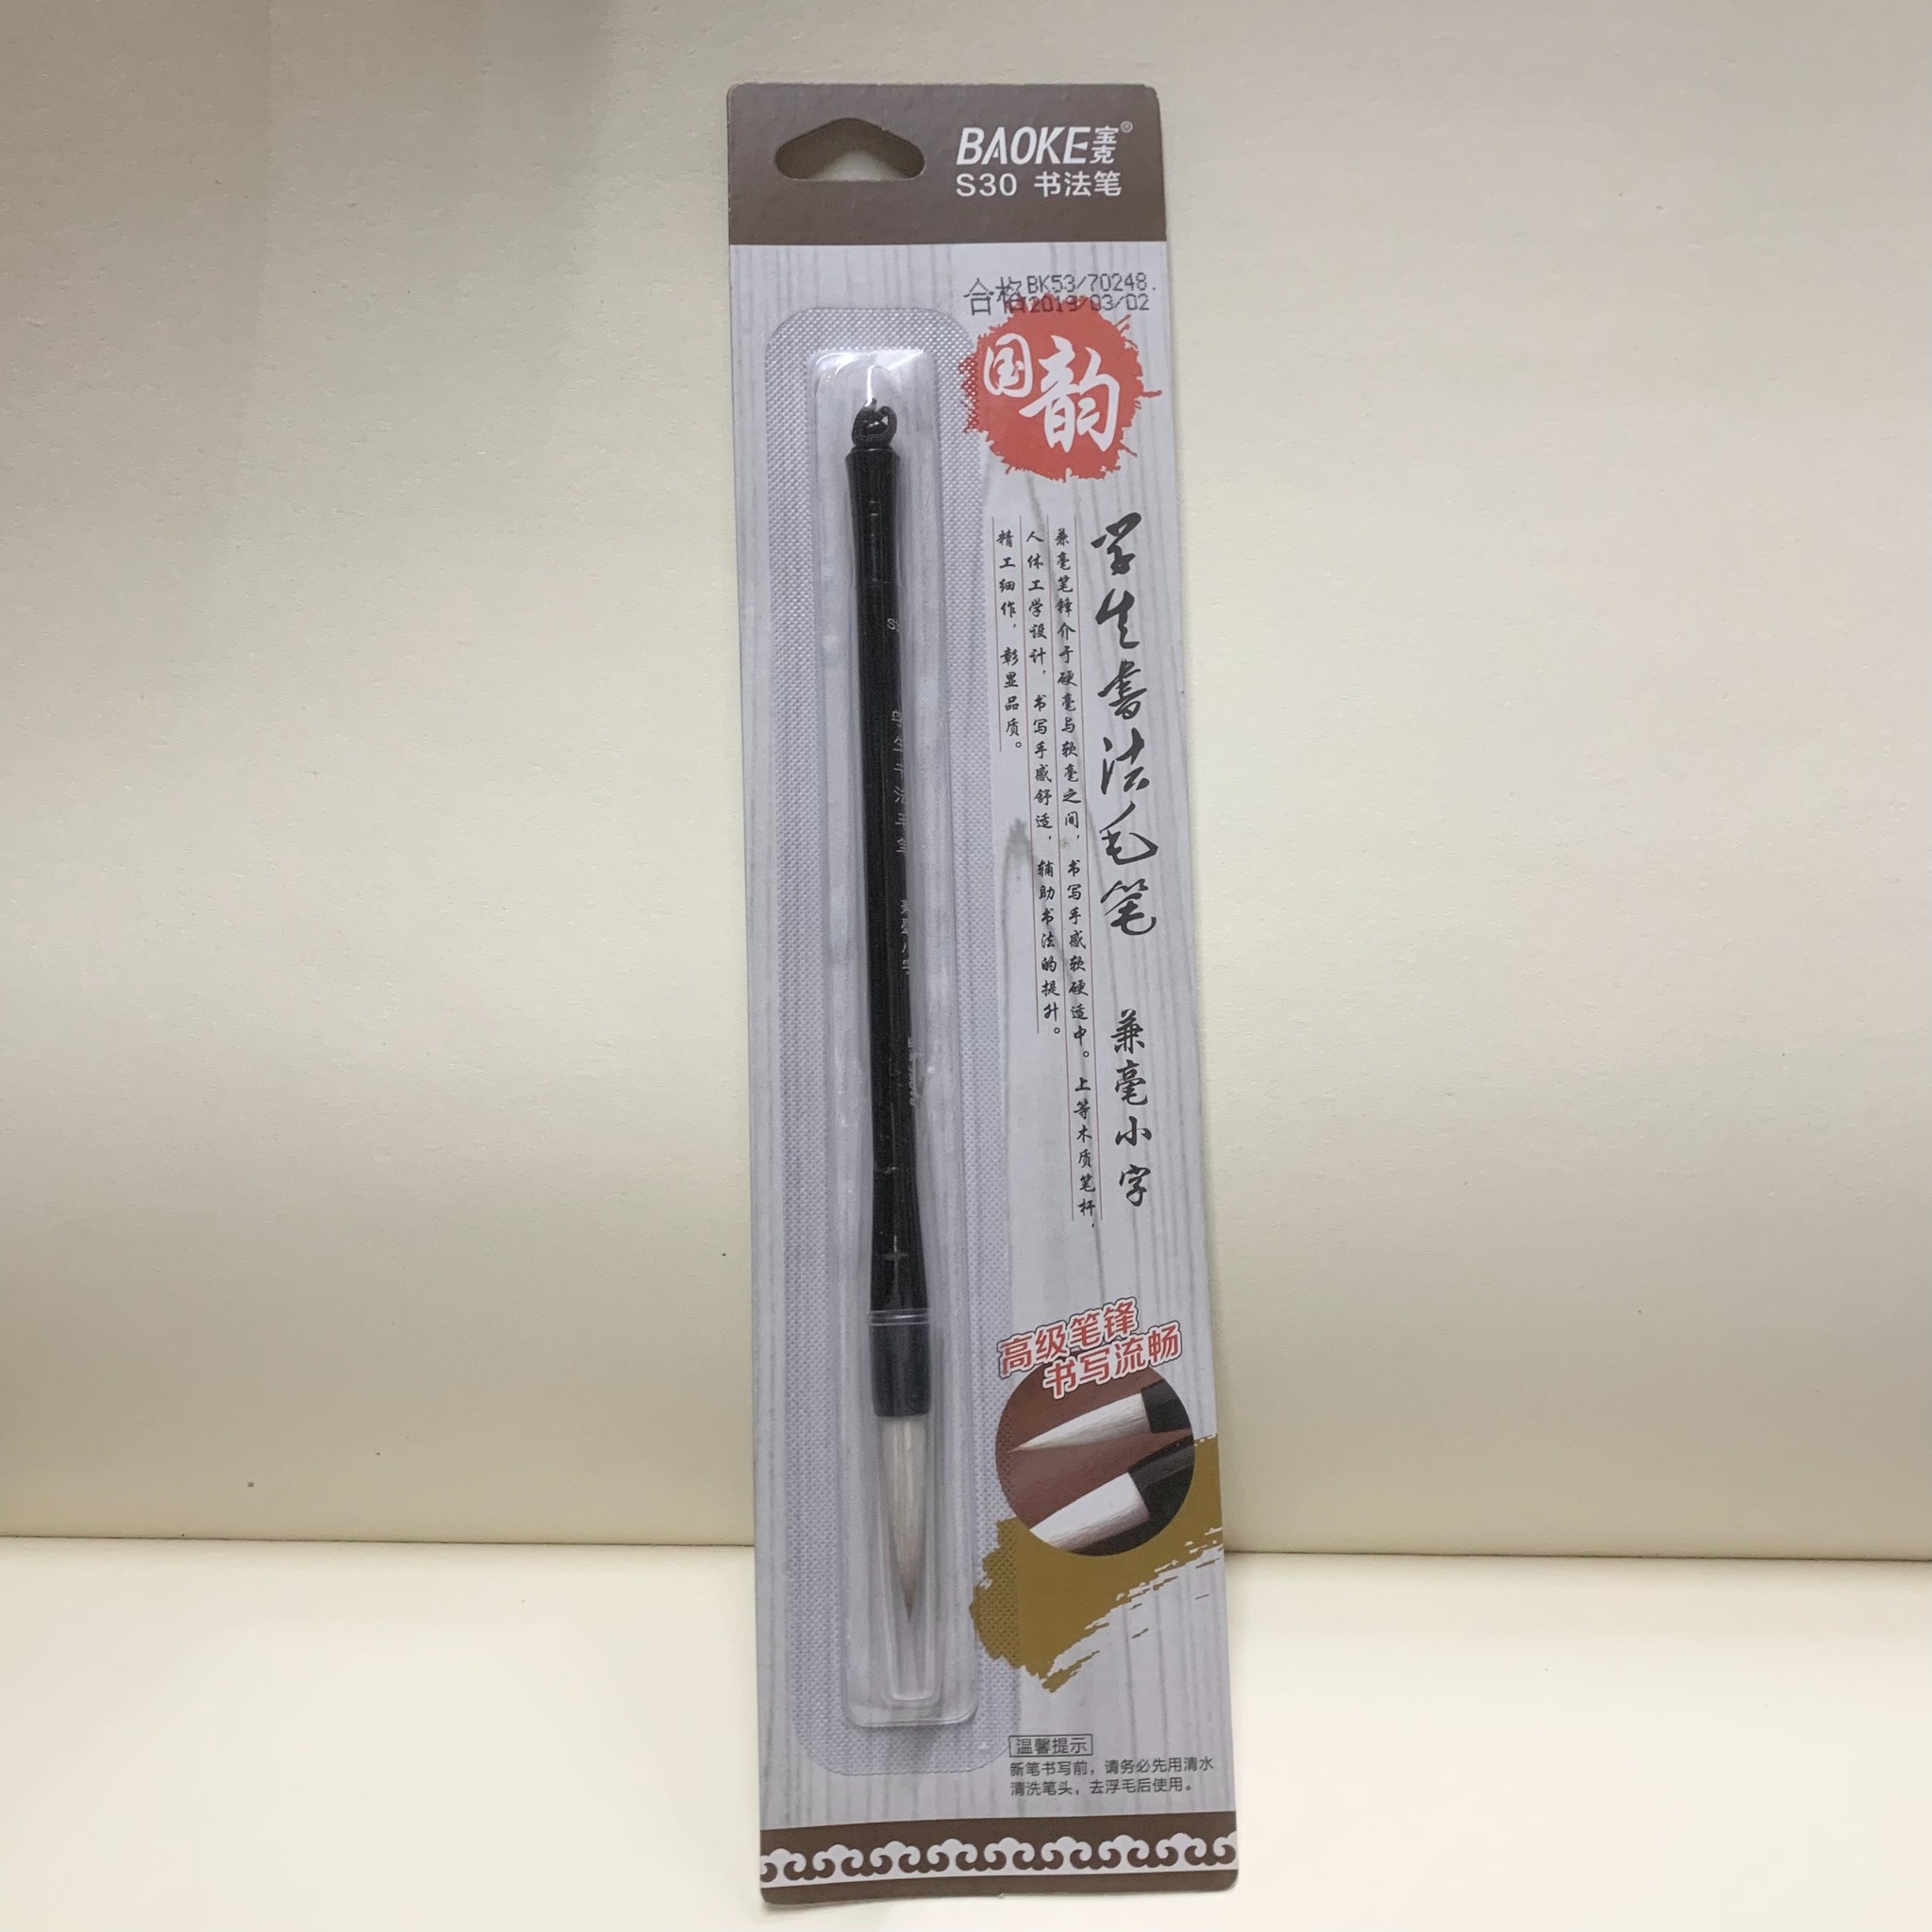 BAOKE宝克®
S30 书法笔
合格BK53/70248.
2019/03/02
国韵
学生书法毛笔 兼毫小字
兼毫笔锋介于硬毫与软毫之间，书写手感软硬适中。上等木质笔杆，
人体工学设计，书写手感舒适，辅助书法的提升。
精工细作，彰显品质。
高级笔锋
书写流畅
温馨提示
新笔书写前，请务必先用清水
清洗笔头，去浮毛后使用。